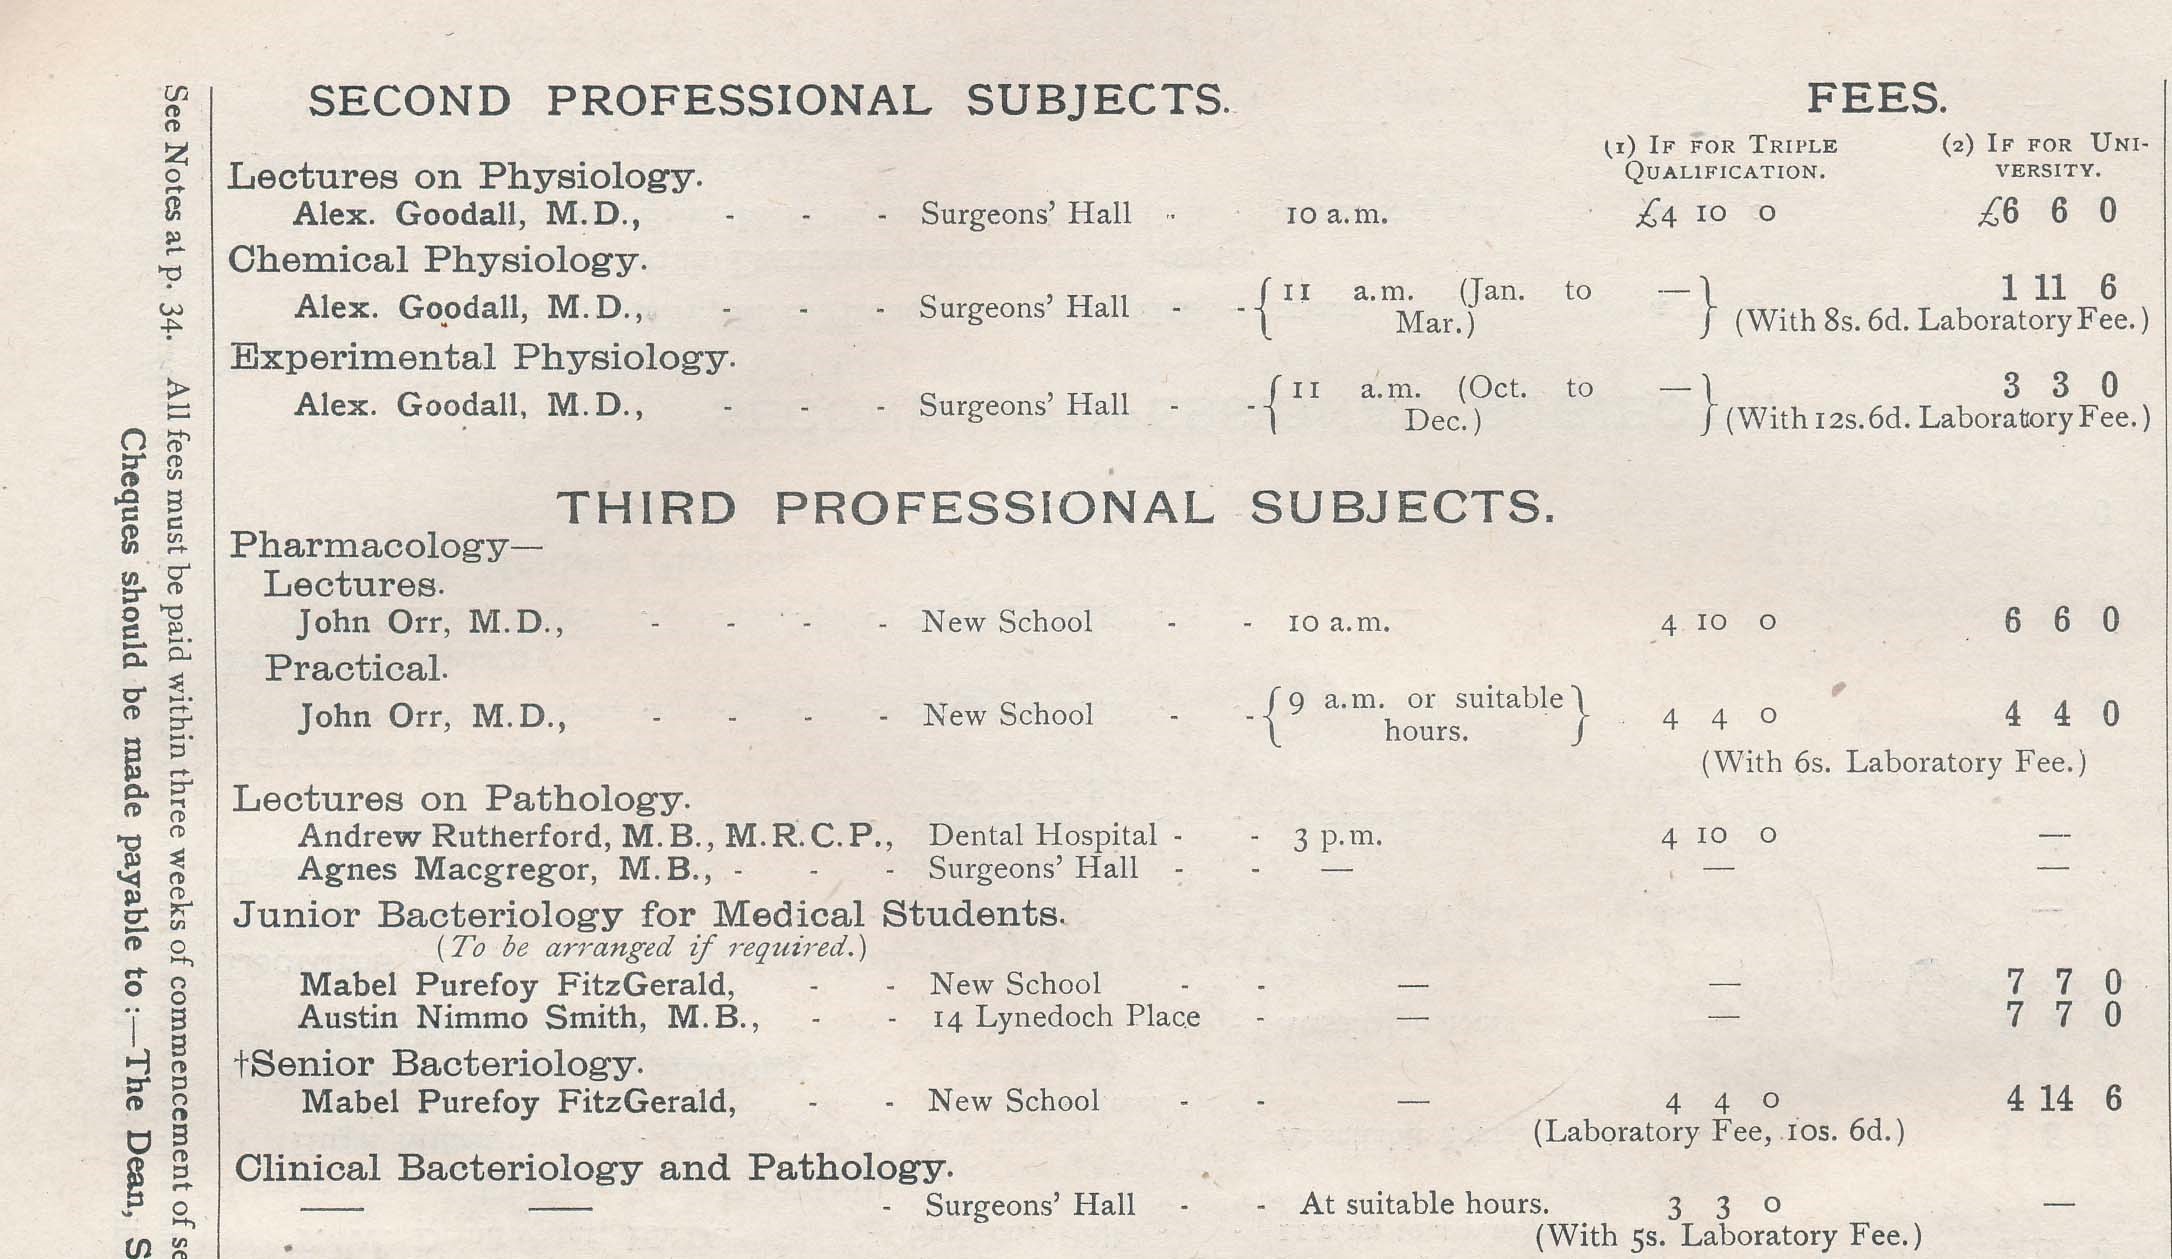 SECOND PROFESSIONAL SUBJECTS. FEES.
(1) If for Triple Qualification. (2) If for University.
Lectures on Physiology.
Alex. Goodall, M.D., - - - Surgeons' Hall - 10 a.m. £4 10 0 £6 6 0
Chemical Physiology.
Alex. Goodall, M.D., - - - Surgeons' Hall - - { 11 a.m. (Jan. to Mar.) — } 1 11 6
(With 8s. 6d. Laboratory Fee.)
Experimental Physiology.
Alex. Goodall, M.D., - - - Surgeons' Hall - - { 11 a.m. (Oct. to Dec.) — } 3 3 0
(With 12s. 6d. Laboratory Fee.)
THIRD PROFESSIONAL SUBJECTS.
Pharmacology—
Lectures.
John Orr, M.D., - - - - New School - - 10 a.m. 4 10 0 6 6 0
Practical.
John Orr, M.D., - - - - New School - - { 9 a.m. or suitable hours. } 4 4 0 4 4 0
(With 6s. Laboratory Fee.)
Lectures on Pathology.
Andrew Rutherford, M.B., M.R.C.P., Dental Hospital - - 3 p.m. 4 10 0 —
Agnes Macgregor, M.B., - - - Surgeons' Hall - - — — —
Junior Bacteriology for Medical Students.
(To be arranged if required.)
Mabel Purefoy FitzGerald, - - New School - - — — 7 7 0
Austin Nimmo Smith, M.B., - - 14 Lynedoch Place - — — 7 7 0
†Senior Bacteriology.
Mabel Purefoy FitzGerald, - - New School - - — 4 4 0 4 14 6
(Laboratory Fee, 10s. 6d.)
Clinical Bacteriology and Pathology.
— — - Surgeons' Hall - - At suitable hours. 3 3 0 —
(With 5s. Laboratory Fee.)
See Notes at p. 34. All fees must be paid within three weeks of commencement of se
Cheques should be made payable to :—The Dean, S